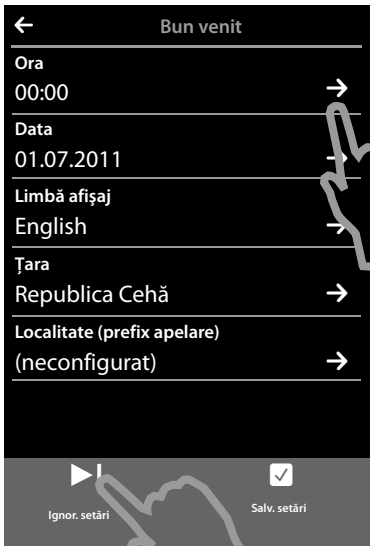 Bun venit
Ora
00:00
Data
01.07.2011
Limbă afişaj
English
Ţara
Republica Cehă
Localitate (prefix apelare)
(neconfigurat)
Ignor. setări
Salv. setări